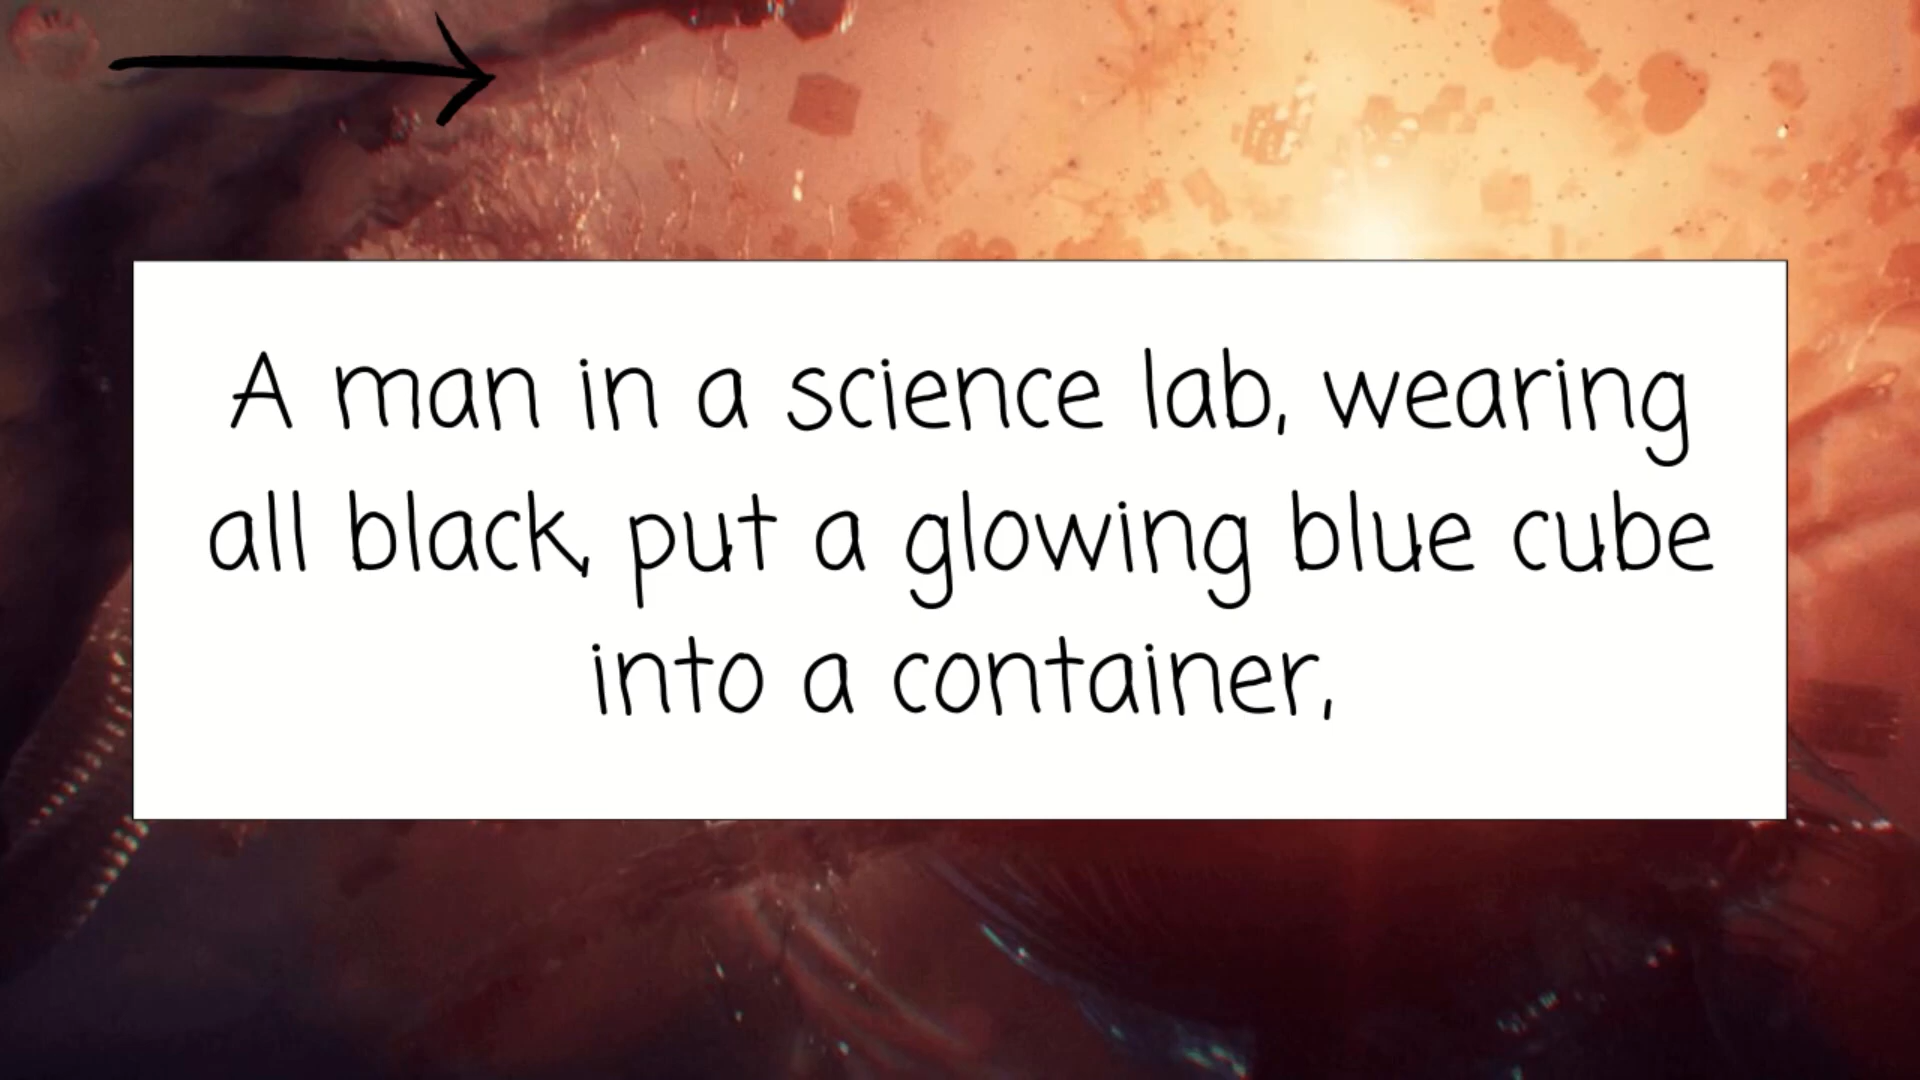 A man in a science lab, wearing
all black, put a glowing blue cube
into a container,